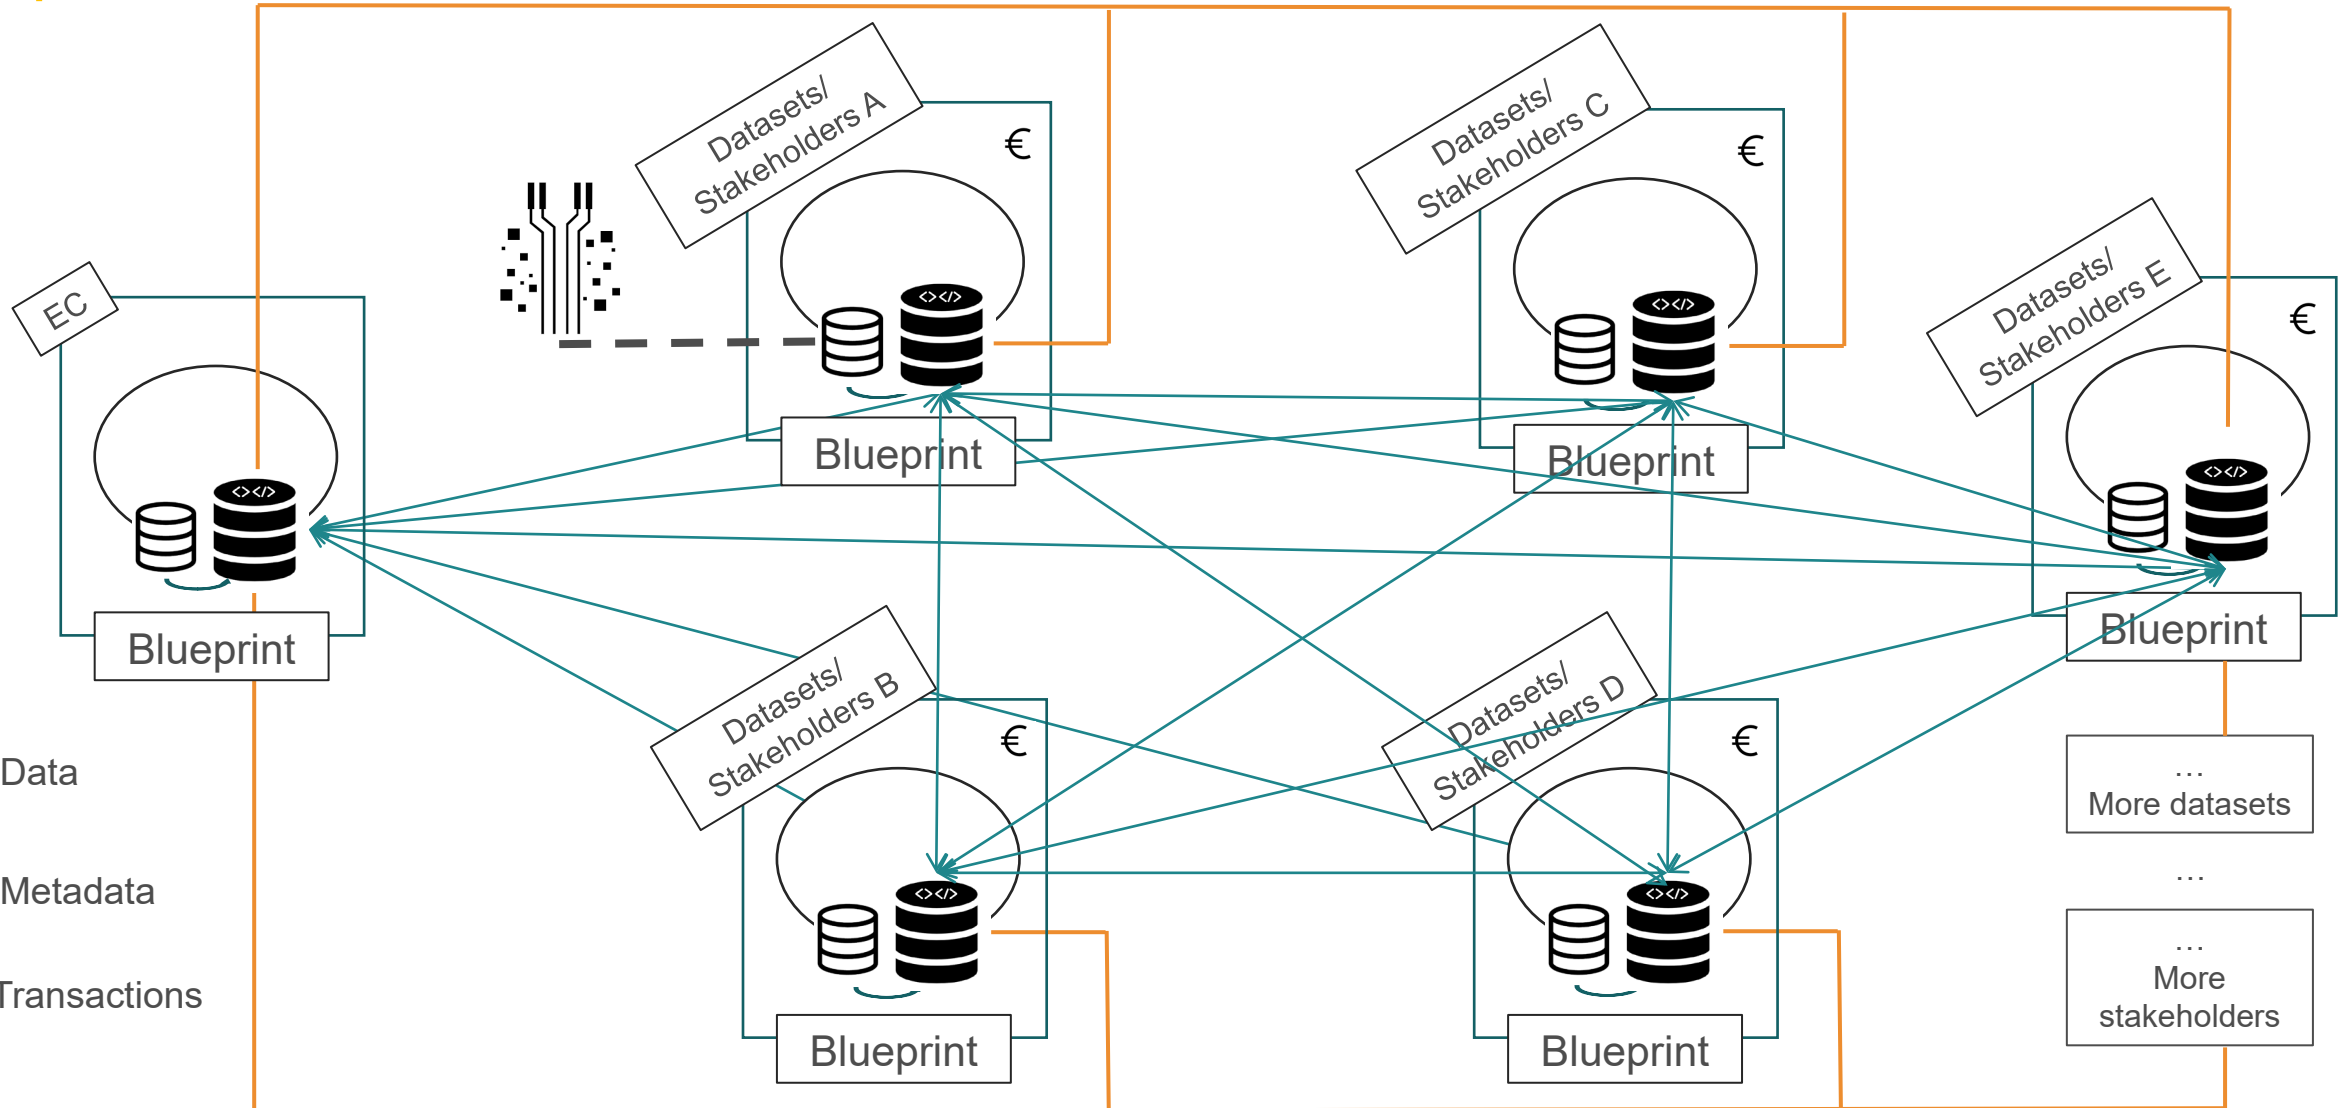 Datasets/
Stakeholders A
€
<></>
Blueprint
Datasets/
Stakeholders C
€
<></>
Blueprint
EC
<></>
Blueprint
Datasets/
Stakeholders E
€
<></>
Blueprint
Datasets/
Stakeholders B
€
<></>
Blueprint
Datasets/
Stakeholders D
€
<></>
Blueprint
Data
Metadata
Transactions
...
More datasets
...
...
More
stakeholders